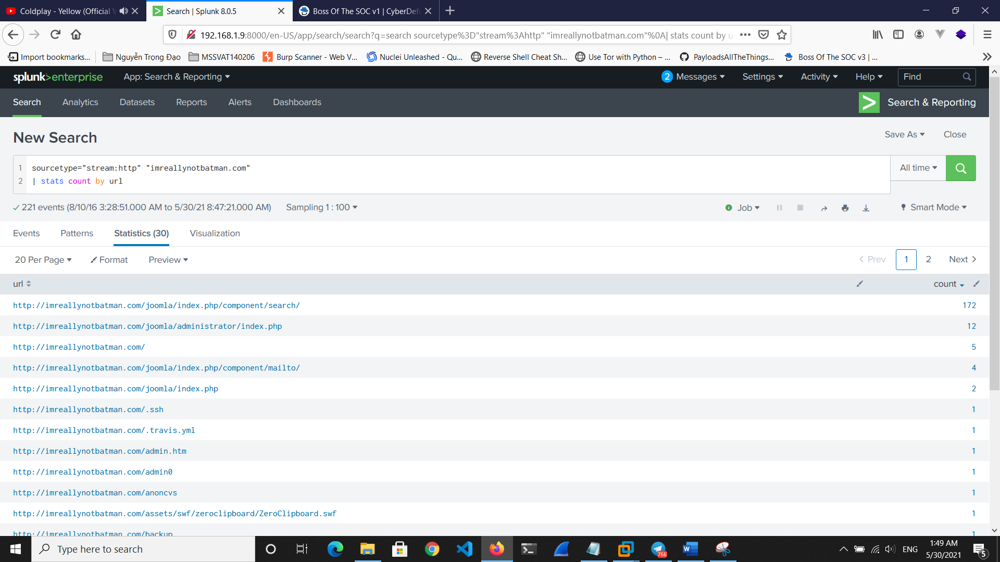 Coldplay - Yellow (Official
Search | Splunk 8.0.5
Boss Of The SOC v1 | CyberDef
192.168.1.9:8000/en-US/app/search/search?q=search sourcetype%3D"stream%3Ahttp" "imreallynotbatman.com"%0A| stats count by u
Import bookmarks...
Nguyễn Trọng Đạo
MSSVAT140206
Burp Scanner - Web V...
Nuclei Unleashed - Qu...
Reverse Shell Cheat Sh...
Use Tor with Python – ...
PayloadsAllTheThings...
Boss Of The SOC v3 | ...
splunk>enterprise
App: Search & Reporting
2 Messages
Settings
Activity
Help
Find
Search
Analytics
Datasets
Reports
Alerts
Dashboards
Search & Reporting
New Search
Save As
Close
1 sourcetype="stream:http" "imreallynotbatman.com"
2 | stats count by url
All time
221 events (8/10/16 3:28:51.000 AM to 5/30/21 8:47:21.000 AM)
Sampling 1 : 100
Job
Smart Mode
Events
Patterns
Statistics (30)
Visualization
20 Per Page
Format
Preview
Prev
1
2
Next
url
count
http://imreallynotbatman.com/joomla/index.php/component/search/ 172
http://imreallynotbatman.com/joomla/administrator/index.php 12
http://imreallynotbatman.com/ 5
http://imreallynotbatman.com/joomla/index.php/component/mailto/ 4
http://imreallynotbatman.com/joomla/index.php 2
http://imreallynotbatman.com/.ssh 1
http://imreallynotbatman.com/.travis.yml 1
http://imreallynotbatman.com/admin.htm 1
http://imreallynotbatman.com/admin0 1
http://imreallynotbatman.com/anoncvs 1
http://imreallynotbatman.com/assets/swf/zeroclipboard/ZeroClipboard.swf 1
http://imreallynotbatman.com/backup 1
Type here to search
766
ENG
1:49 AM
5/30/2021
5